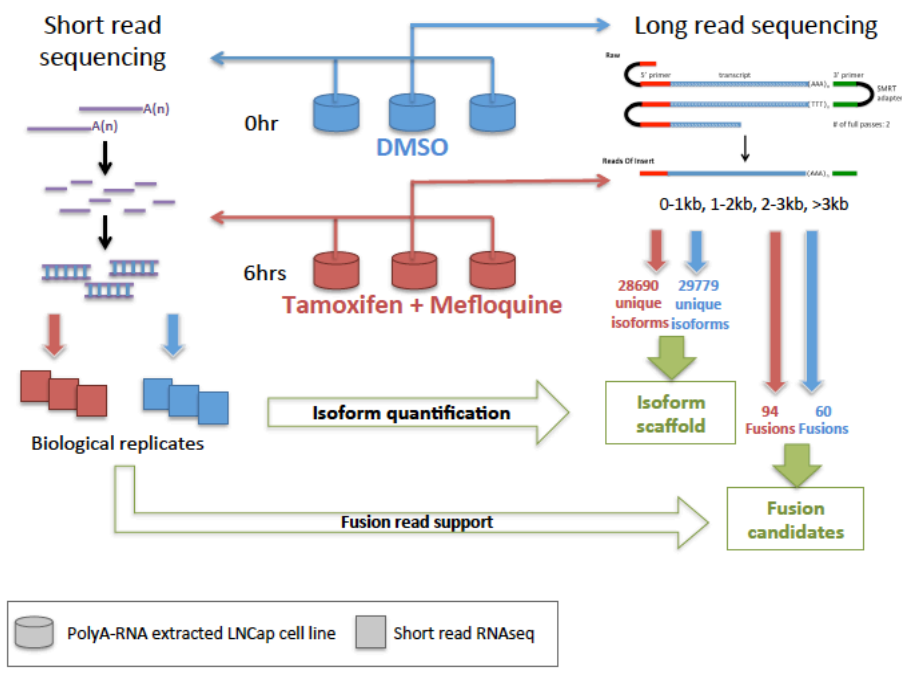 Short read
sequencing
Long read sequencing
Raw
5' primer
transcript
(AAA)n
3' primer
SMRT
adapter
(TTT)n
# of full passes: 2
A(n)
A(n)
0hr
DMSO
Reads Of Insert
(AAA)n
0-1kb, 1-2kb, 2-3kb, >3kb
6hrs
Tamoxifen + Mefloquine
28690
unique
isoforms
29779
unique
isoforms
Biological replicates
Isoform quantification
Isoform
scaffold
94
Fusions
60
Fusions
Fusion read support
Fusion
candidates
PolyA-RNA extracted LNCap cell line
Short read RNAseq